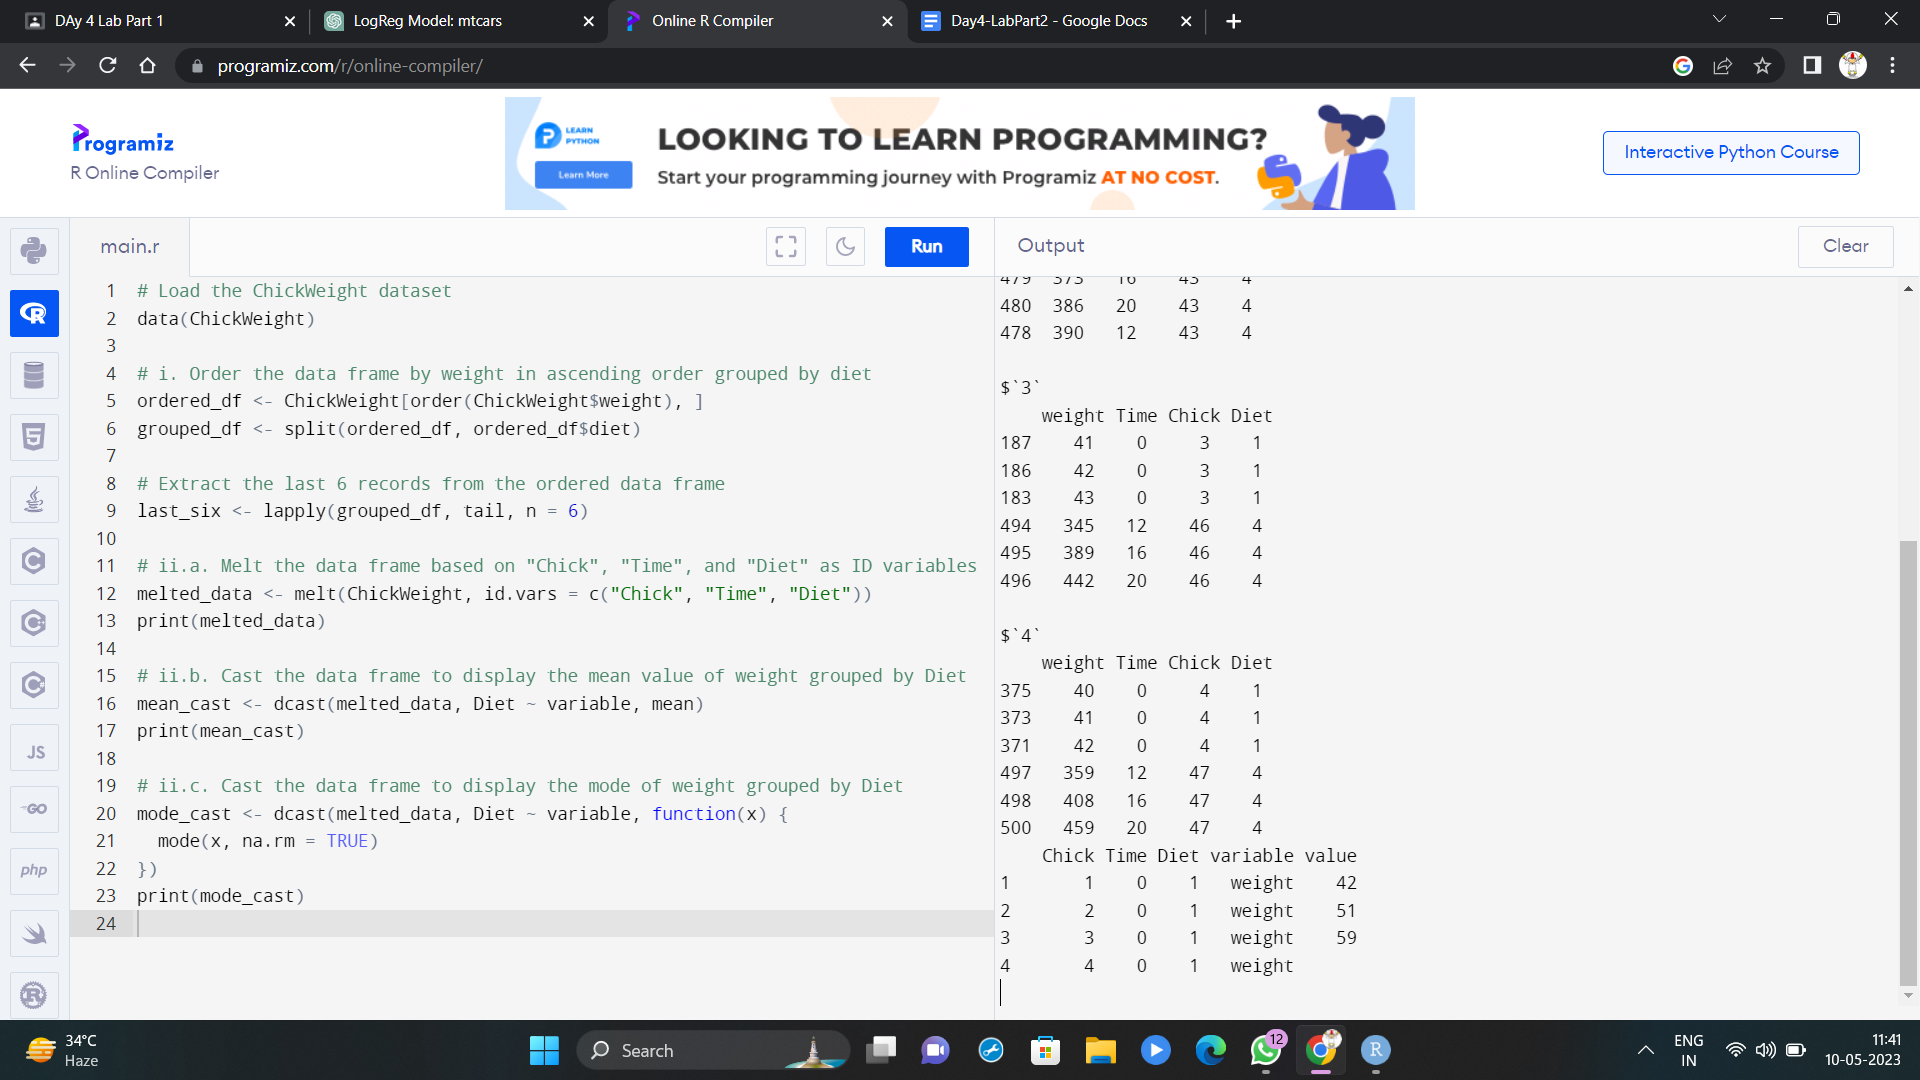 DAy 4 Lab Part 1
LogReg Model: mtcars
Online R Compiler
Day4-LabPart2 - Google Docs
programiz.com/r/online-compiler/
Programiz
R Online Compiler
LEARN
PYTHON
Learn More
LOOKING TO LEARN PROGRAMMING?
Start your programming journey with Programiz AT NO COST.
Interactive Python Course
main.r
Run
Output
Clear
1 # Load the ChickWeight dataset
2 data(ChickWeight)
3
4 # i. Order the data frame by weight in ascending order grouped by diet
5 ordered_df <- ChickWeight[order(ChickWeight$weight), ]
6 grouped_df <- split(ordered_df, ordered_df$diet)
7
8 # Extract the last 6 records from the ordered data frame
9 last_six <- lapply(grouped_df, tail, n = 6)
10
11 # ii.a. Melt the data frame based on "Chick", "Time", and "Diet" as ID variables
12 melted_data <- melt(ChickWeight, id.vars = c("Chick", "Time", "Diet"))
13 print(melted_data)
14
15 # ii.b. Cast the data frame to display the mean value of weight grouped by Diet
16 mean_cast <- dcast(melted_data, Diet ~ variable, mean)
17 print(mean_cast)
18
19 # ii.c. Cast the data frame to display the mode of weight grouped by Diet
20 mode_cast <- dcast(melted_data, Diet ~ variable, function(x) {
21   mode(x, na.rm = TRUE)
22 })
23 print(mode_cast)
24
479 373 16 43 4
480 386 20 43 4
478 390 12 43 4
$`3`
weight Time Chick Diet
187 41 0 3 1
186 42 0 3 1
183 43 0 3 1
494 345 12 46 4
495 389 16 46 4
496 442 20 46 4
$`4`
weight Time Chick Diet
375 40 0 4 1
373 41 0 4 1
371 42 0 4 1
497 359 12 47 4
498 408 16 47 4
500 459 20 47 4
Chick Time Diet variable value
1 1 0 1 weight 42
2 2 0 1 weight 51
3 3 0 1 weight 59
4 4 0 1 weight
JS
GO
php
34°C
Haze
Search
12
R
ENG
IN
11:41
10-05-2023